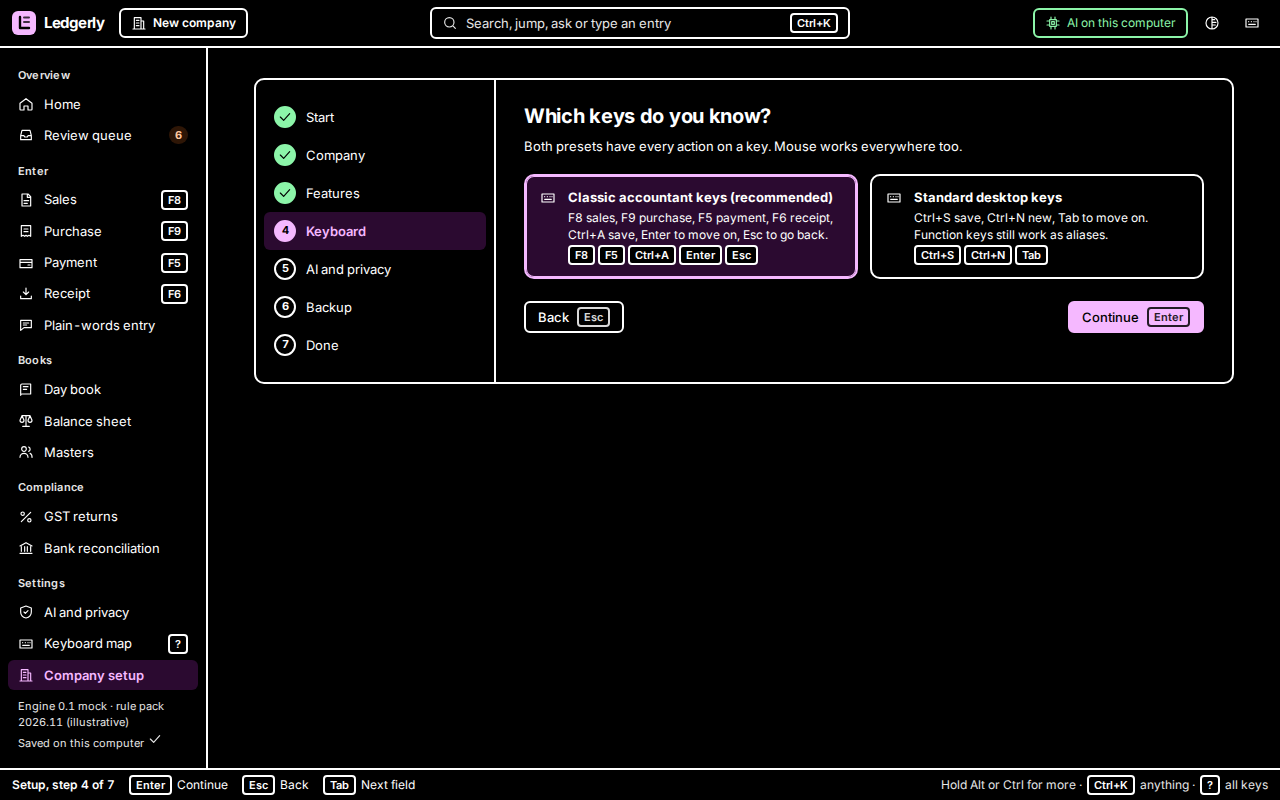 Ledgerly
New company
Search, jump, ask or type an entry Ctrl+K
AI on this computer
Overview
Home
Review queue 6
Enter
Sales F8
Purchase F9
Payment F5
Receipt F6
Plain-words entry
Books
Day book
Balance sheet
Masters
Compliance
GST returns
Bank reconciliation
Settings
AI and privacy
Keyboard map ?
Company setup
Engine 0.1 mock · rule pack
2026.11 (illustrative)
Saved on this computer
Start
Company
Features
4 Keyboard
5 AI and privacy
6 Backup
7 Done
Which keys do you know?
Both presets have every action on a key. Mouse works everywhere too.
Classic accountant keys (recommended)
F8 sales, F9 purchase, F5 payment, F6 receipt,
Ctrl+A save, Enter to move on, Esc to go back.
F8 F5 Ctrl+A Enter Esc
Standard desktop keys
Ctrl+S save, Ctrl+N new, Tab to move on.
Function keys still work as aliases.
Ctrl+S Ctrl+N Tab
Back Esc
Continue Enter
Setup, step 4 of 7 Enter Continue Esc Back Tab Next field
Hold Alt or Ctrl for more · Ctrl+K anything · ? all keys